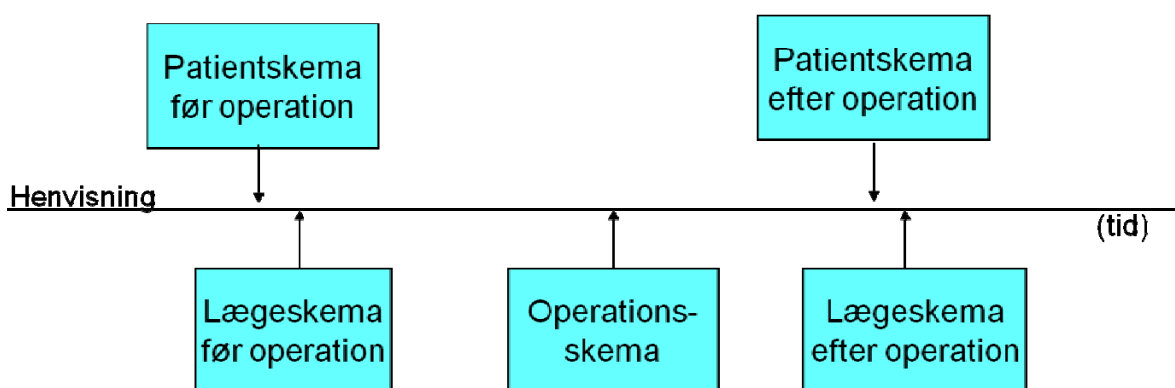 Patientskema
før operation
Patientskema
efter operation
Henvisning
(tid)
Lægeskema
før operation
Operations-
skema
Lægeskema
efter operation